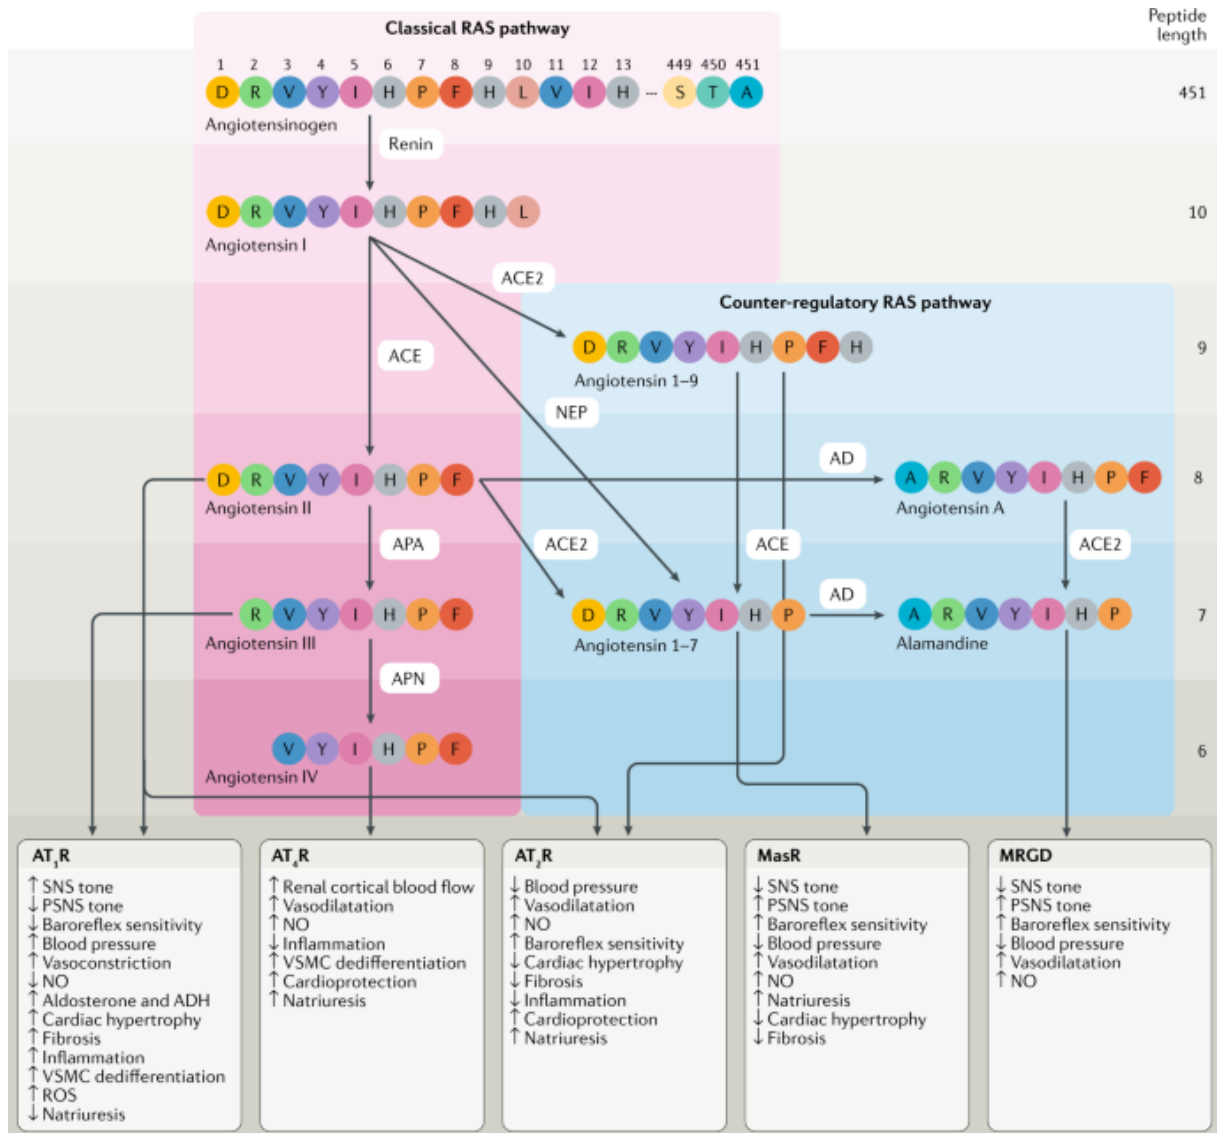 Peptide
length
Classical RAS pathway
1 2 3 4 5 6 7 8 9 10 11 12 13 449 450 451
D R V Y I H P F H L V I H ... S T A
451
Angiotensinogen
Renin
D R V Y I H P F H L
10
Angiotensin I
ACE2
Counter-regulatory RAS pathway
ACE
D R V Y I H P F H
9
Angiotensin 1–9
NEP
AD
D R V Y I H P F
A R V Y I H P F
8
Angiotensin II
Angiotensin A
APA
ACE2
ACE
ACE2
AD
R V Y I H P F
D R V Y I H P
A R V Y I H P
7
Angiotensin III
Angiotensin 1–7
Alamandine
APN
V Y I H P F
6
Angiotensin IV
AT₁R
↑ SNS tone
↓ PSNS tone
↓ Baroreflex sensitivity
↑ Blood pressure
↑ Vasoconstriction
↓ NO
↑ Aldosterone and ADH
↑ Cardiac hypertrophy
↑ Fibrosis
↑ Inflammation
↑ VSMC dedifferentiation
↑ ROS
↓ Natriuresis
AT₄R
↑ Renal cortical blood flow
↑ Vasodilatation
↑ NO
↓ Inflammation
↑ VSMC dedifferentiation
↑ Cardioprotection
↑ Natriuresis
AT₂R
↓ Blood pressure
↑ Vasodilatation
↑ NO
↑ Baroreflex sensitivity
↓ Cardiac hypertrophy
↓ Fibrosis
↓ Inflammation
↑ Cardioprotection
↑ Natriuresis
MasR
↓ SNS tone
↑ PSNS tone
↑ Baroreflex sensitivity
↓ Blood pressure
↑ Vasodilatation
↑ NO
↑ Natriuresis
↓ Cardiac hypertrophy
↓ Fibrosis
MRGD
↓ SNS tone
↑ PSNS tone
↑ Baroreflex sensitivity
↓ Blood pressure
↑ Vasodilatation
↑ NO